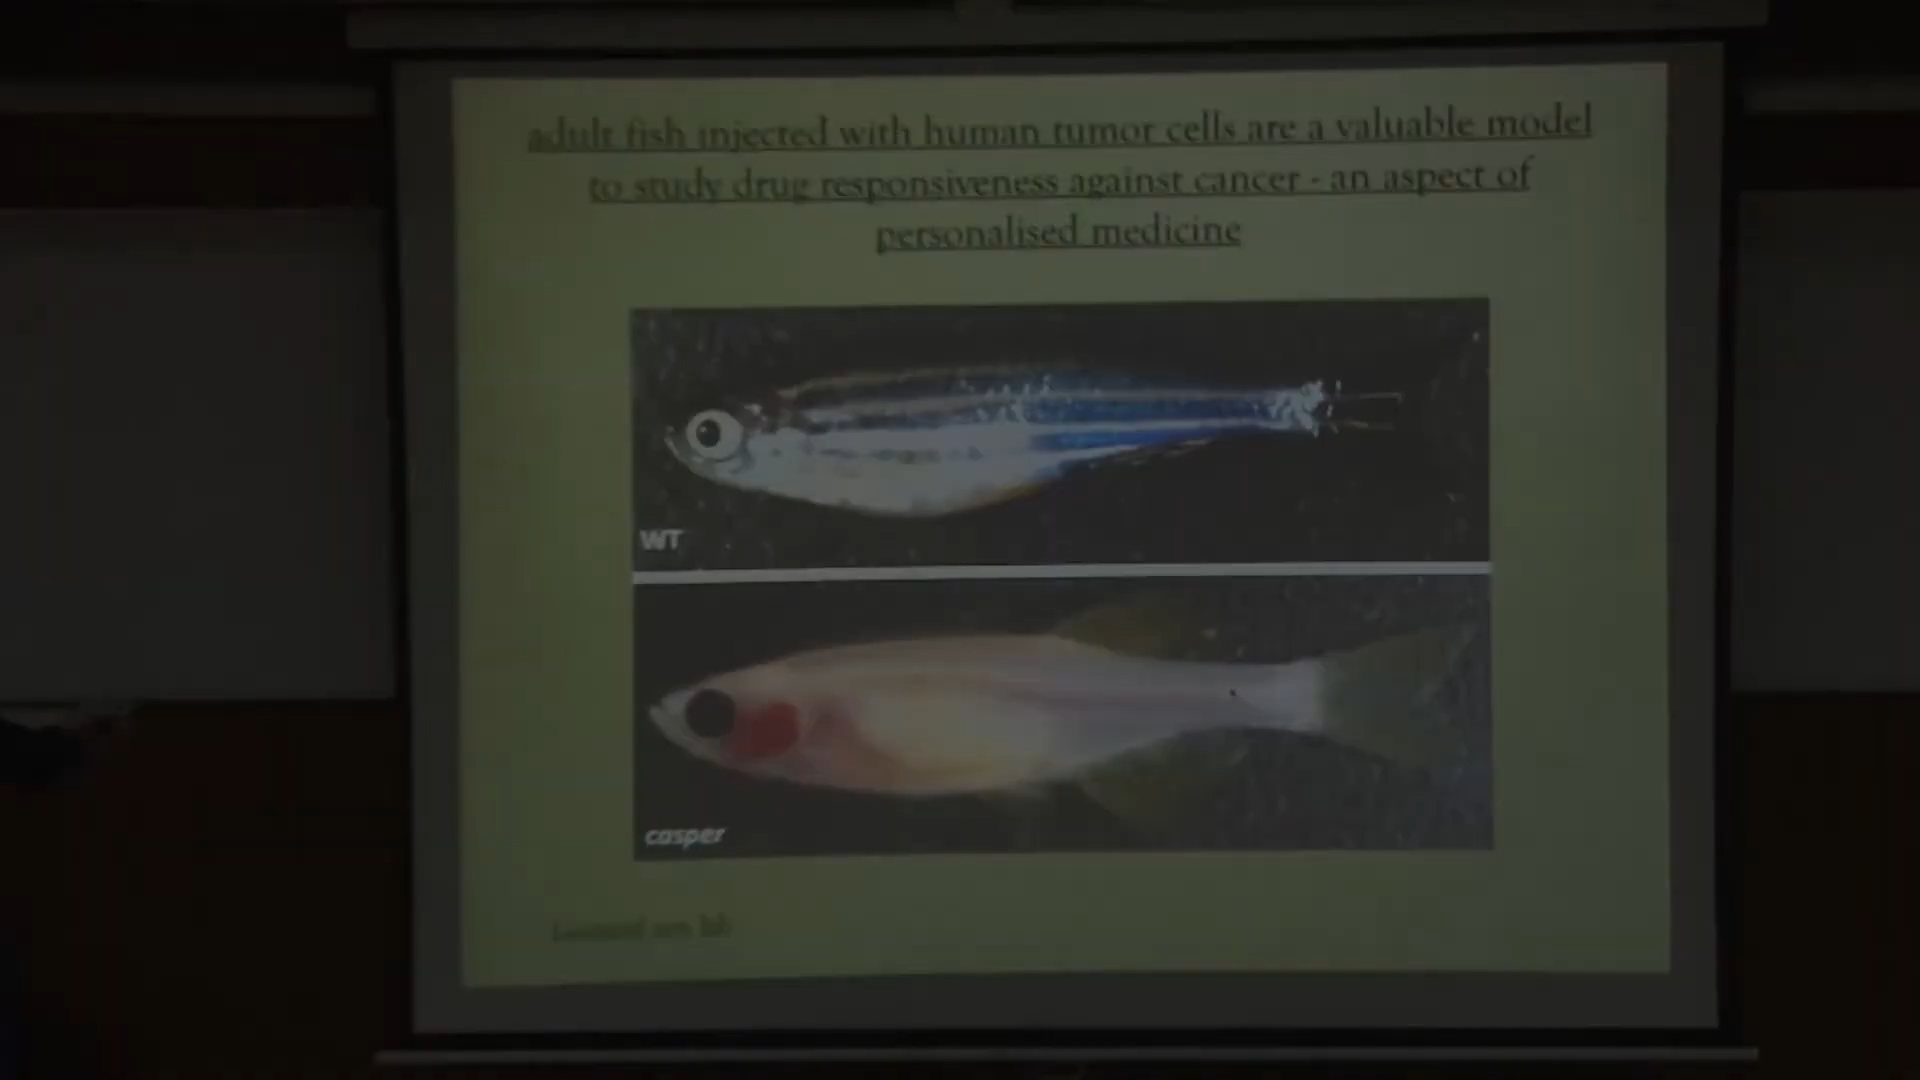 adult fish injected with human tumor cells are a valuable model
to study drug responsiveness against cancer - an aspect of
personalised medicine
WT
casper
lab